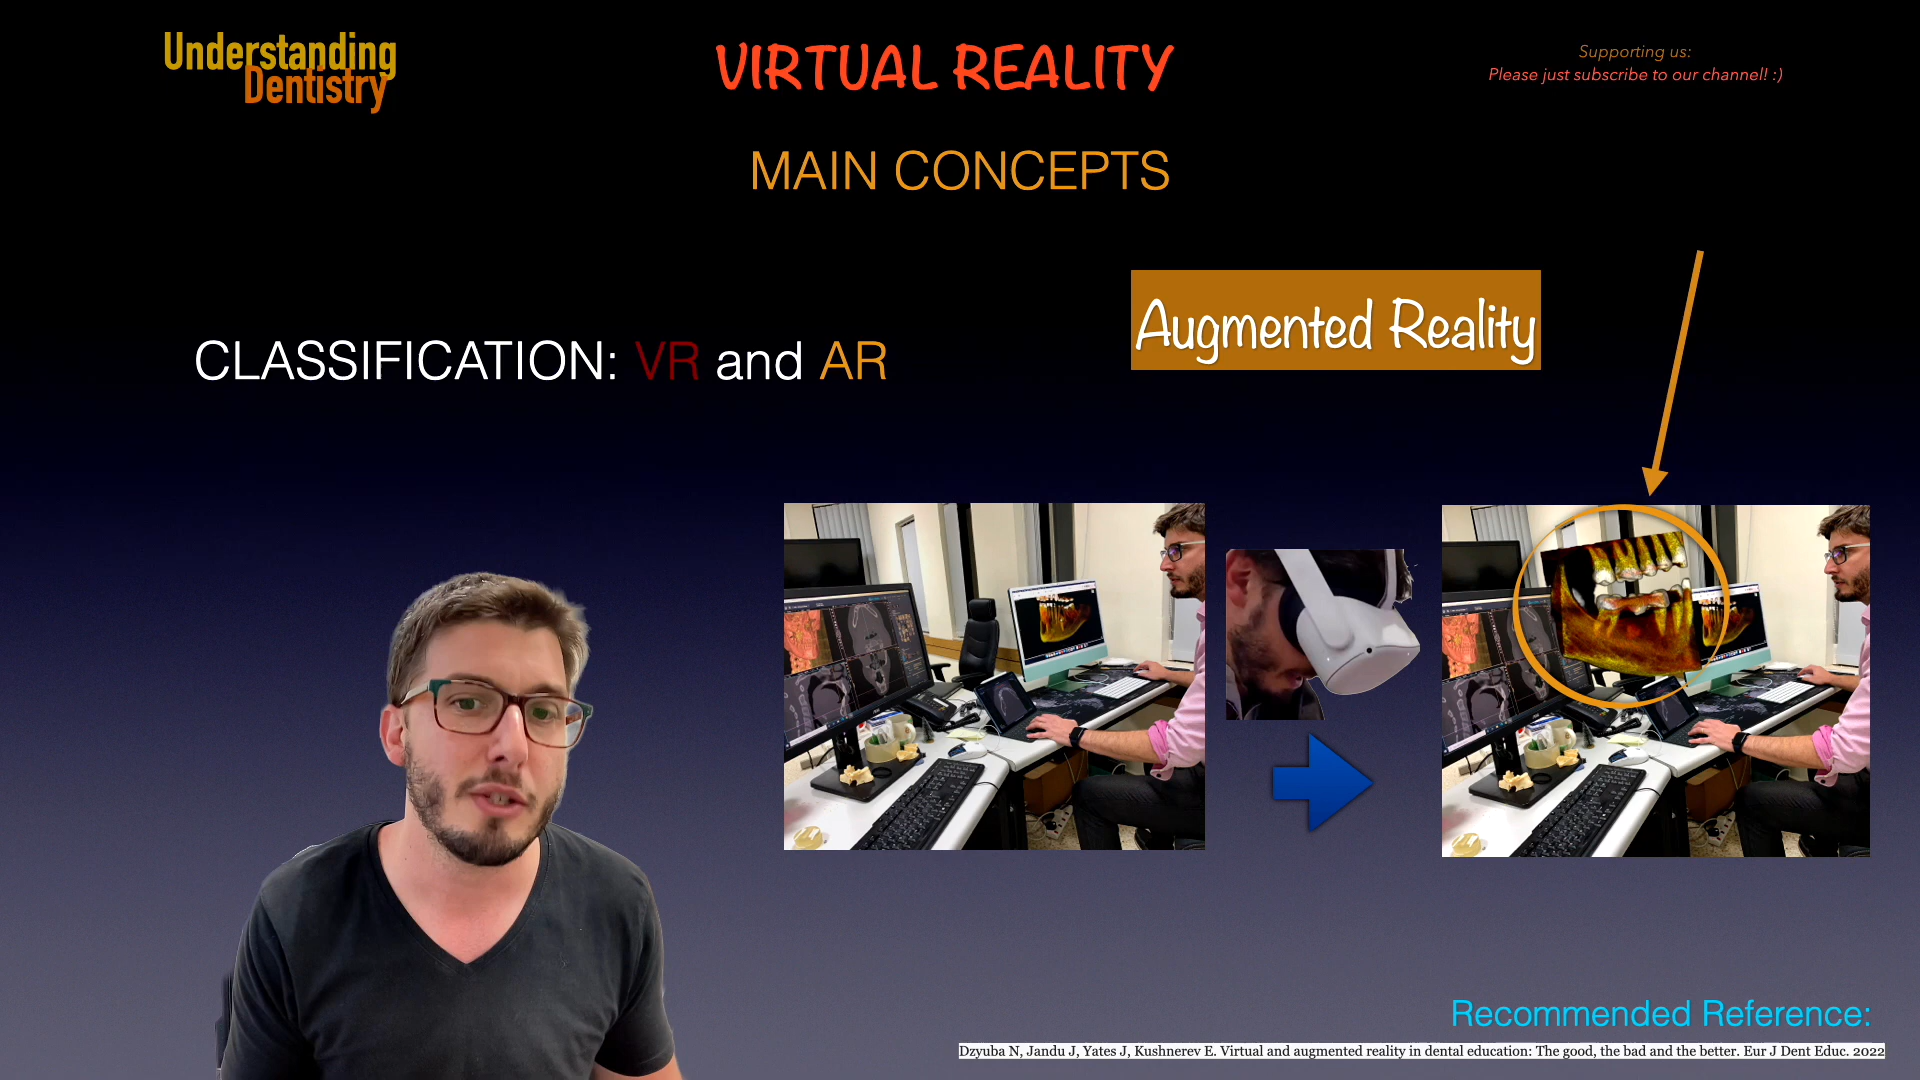 Understanding
Dentistry
VIRTUAL REALITY
Supporting us:
Please just subscribe to our channel! :)
MAIN CONCEPTS
Augmented Reality
CLASSIFICATION: VR and AR
Recommended Reference:
Dzyuba N, Jandu J, Yates J, Kushnerev E. Virtual and augmented reality in dental education: The good, the bad and the better. Eur J Dent Educ. 2022